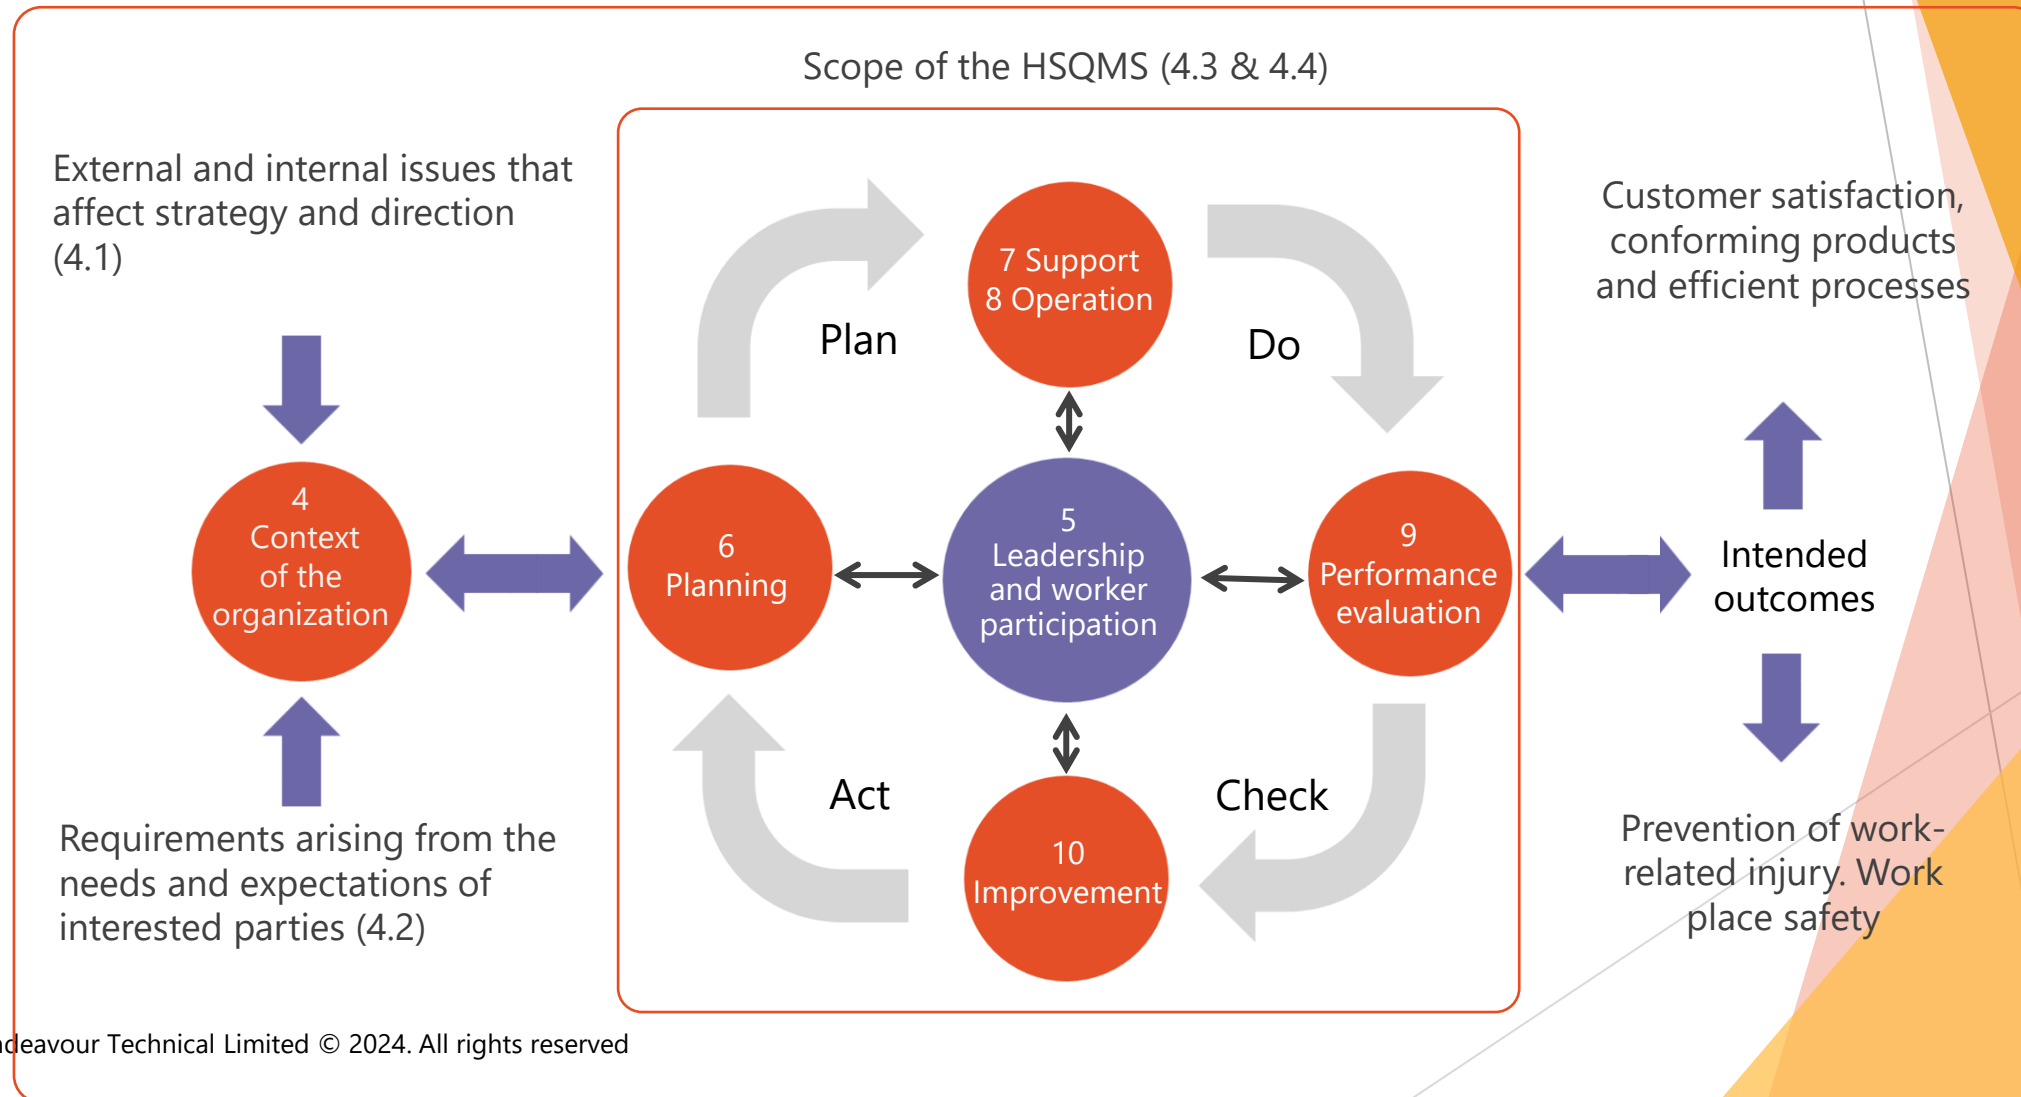 Scope of the HSQMS (4.3 & 4.4)
External and internal issues that
affect strategy and direction
(4.1)
Customer satisfaction,
conforming products
and efficient processes
7 Support
8 Operation
Plan
Do
4
Context
of the
organization
6
Planning
5
Leadership
and worker
participation
9
Performance
evaluation
Intended
outcomes
Act
Check
10
Improvement
Requirements arising from the
needs and expectations of
interested parties (4.2)
Prevention of work-
related injury. Work
place safety
deavour Technical Limited © 2024. All rights reserved